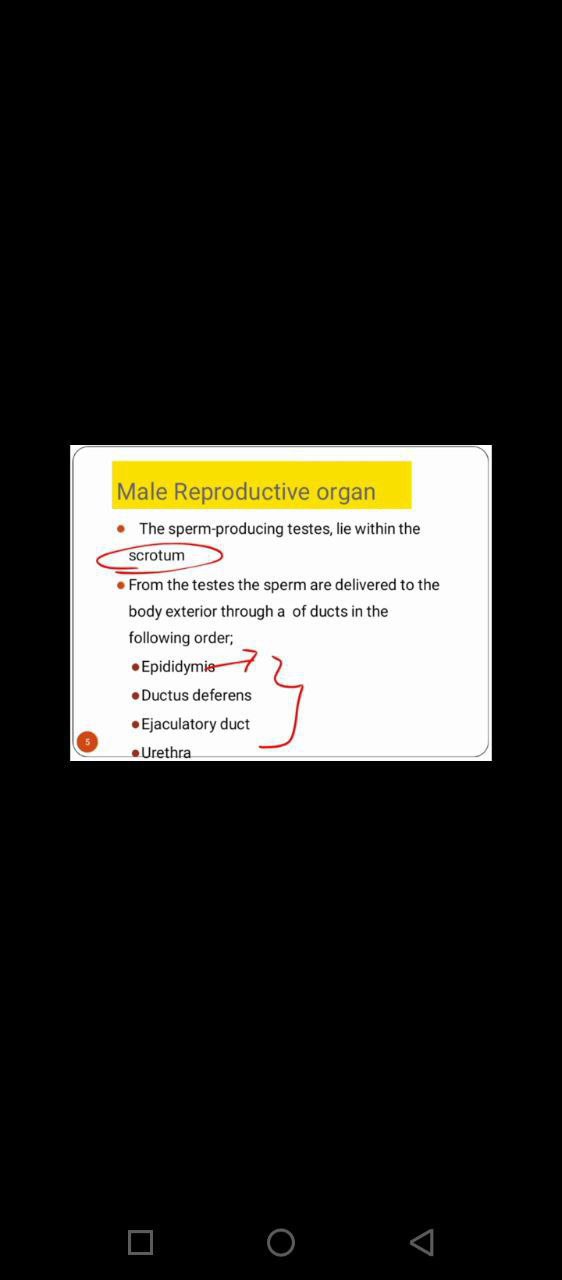 Male Reproductive organ
The sperm-producing testes, lie within the
scrotum
From the testes the sperm are delivered to the
body exterior through a of ducts in the
following order;
Epididymis
Ductus deferens
Ejaculatory duct
5
Urethra